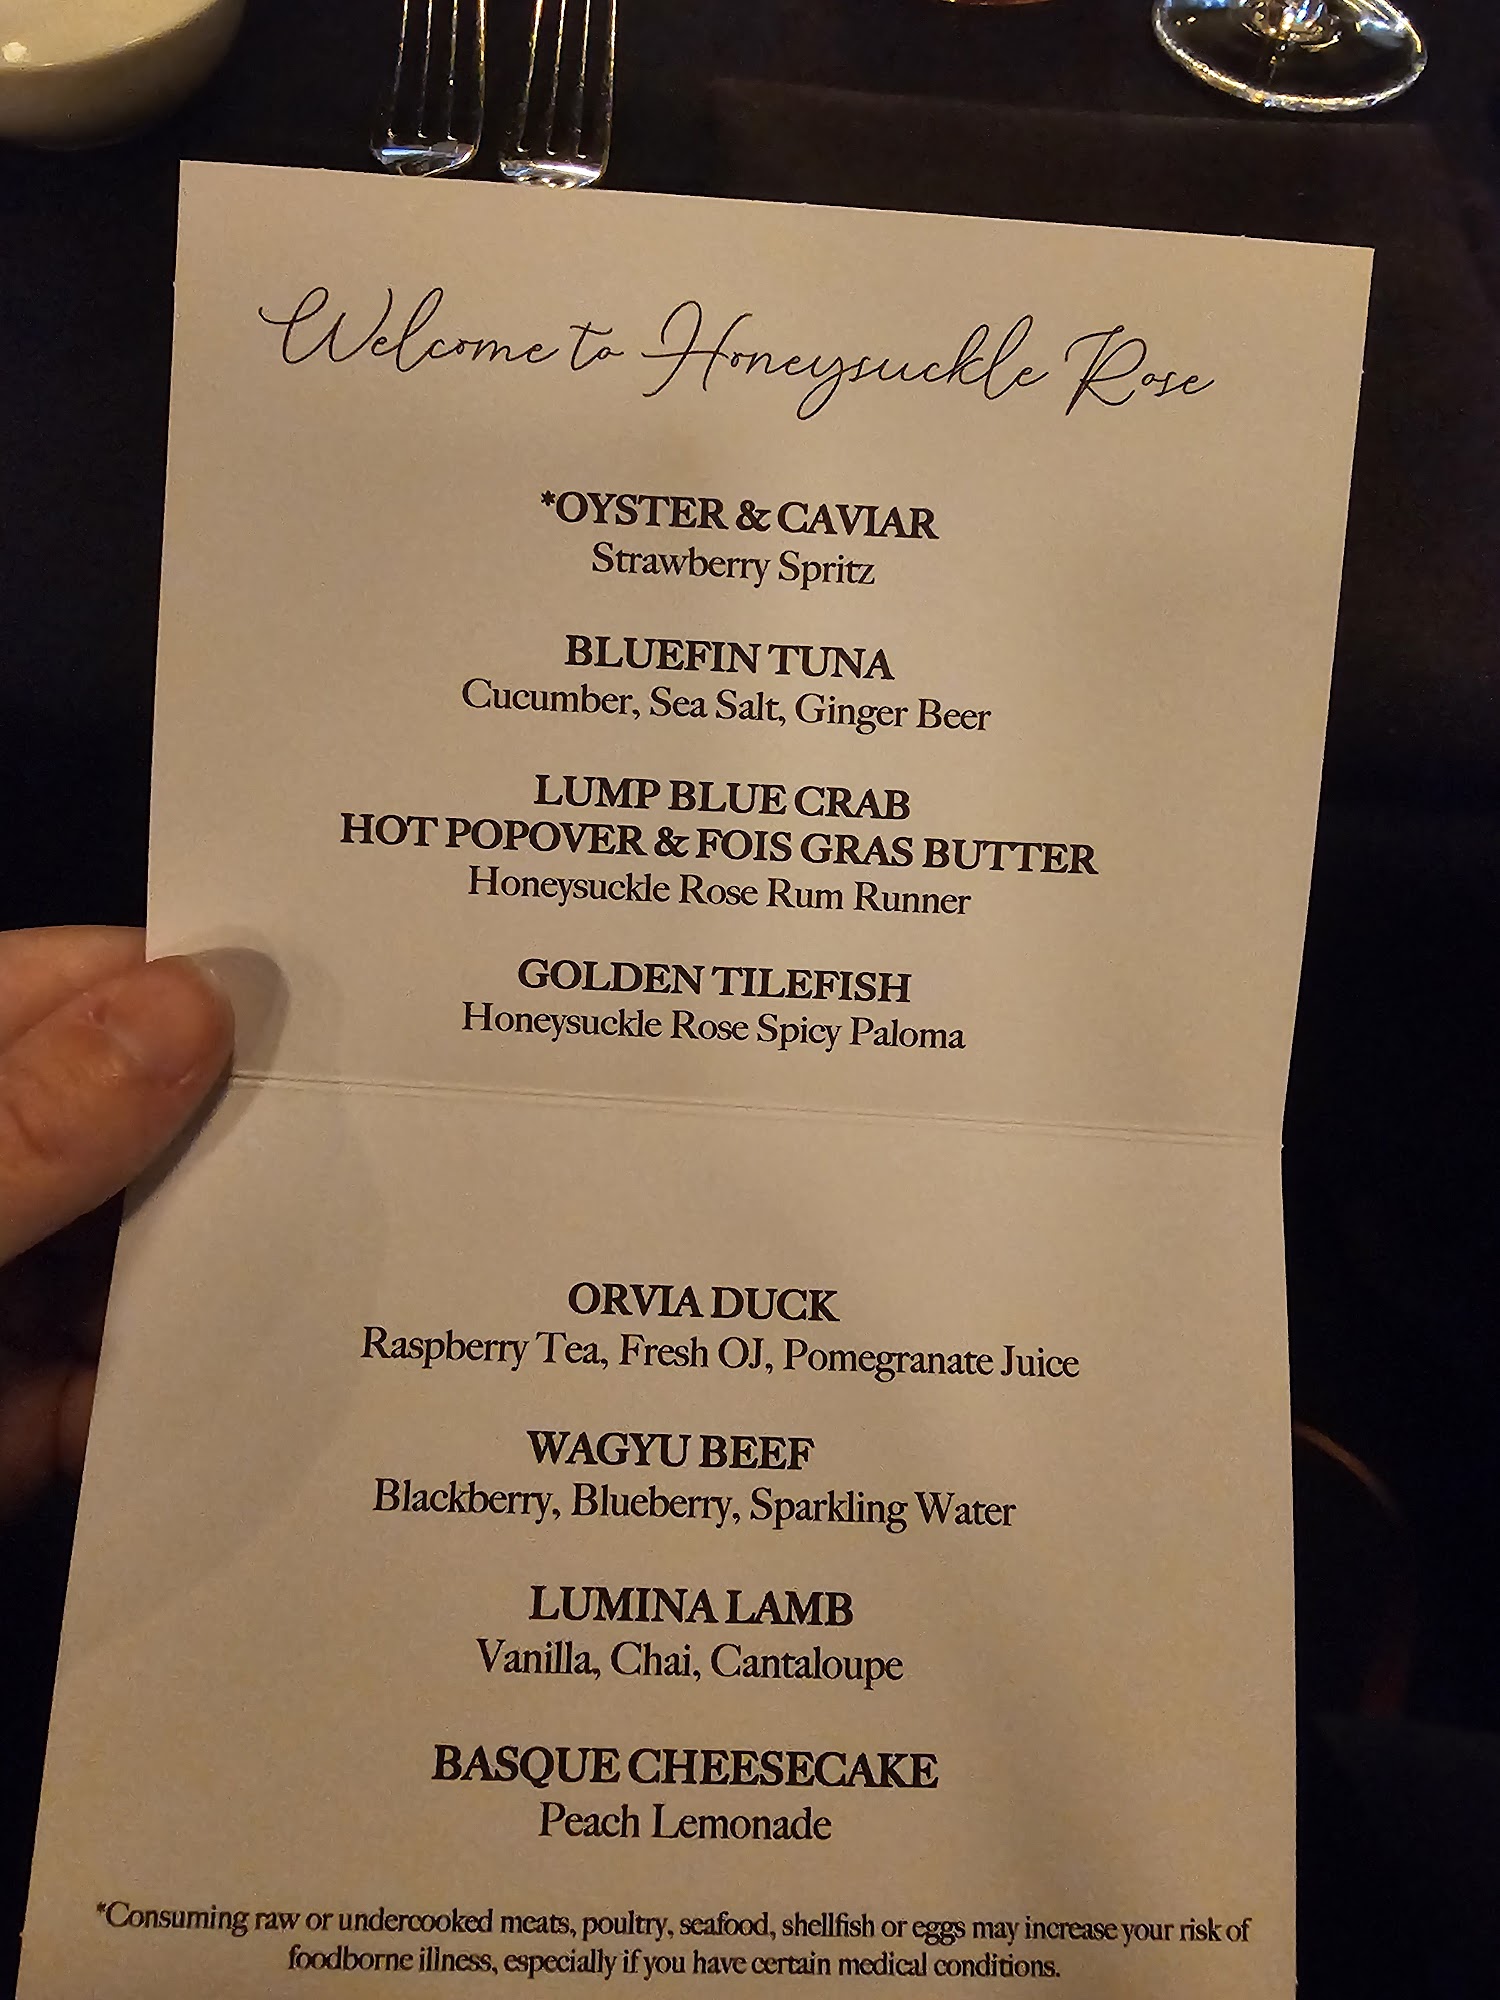 Welcome to Honeysuckle Rose
*OYSTER & CAVIAR
Strawberry Spritz
BLUEFIN TUNA
Cucumber, Sea Salt, Ginger Beer
LUMP BLUE CRAB
HOT POPOVER & FOIS GRAS BUTTER
Honeysuckle Rose Rum Runner
GOLDEN TILEFISH
Honeysuckle Rose Spicy Paloma
ORVIA DUCK
Raspberry Tea, Fresh OJ, Pomegranate Juice
WAGYU BEEF
Blackberry, Blueberry, Sparkling Water
LUMINA LAMB
Vanilla, Chai, Cantaloupe
BASQUE CHEESECAKE
Peach Lemonade
*Consuming raw or undercooked meats, poultry, seafood, shellfish or eggs may increase your risk of
foodborne illness, especially if you have certain medical conditions.